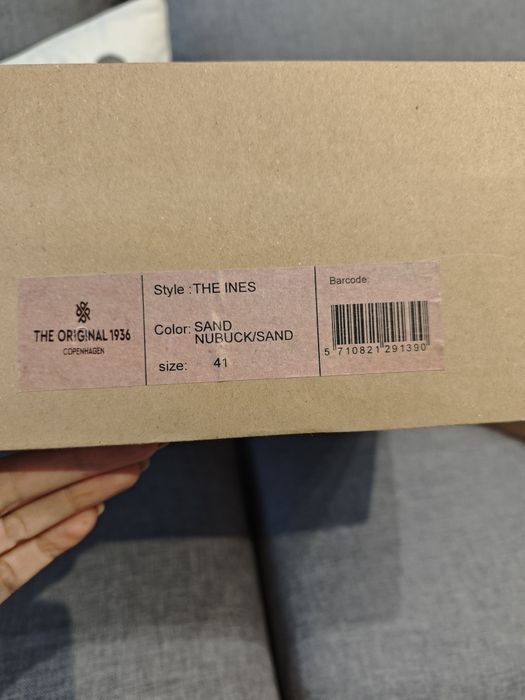 THE ORIGINAL 1936
COPENHAGEN
Style :THE INES
Color: SAND
NUBUCK/SAND
size: 41
Barcode:
5 710821 291390